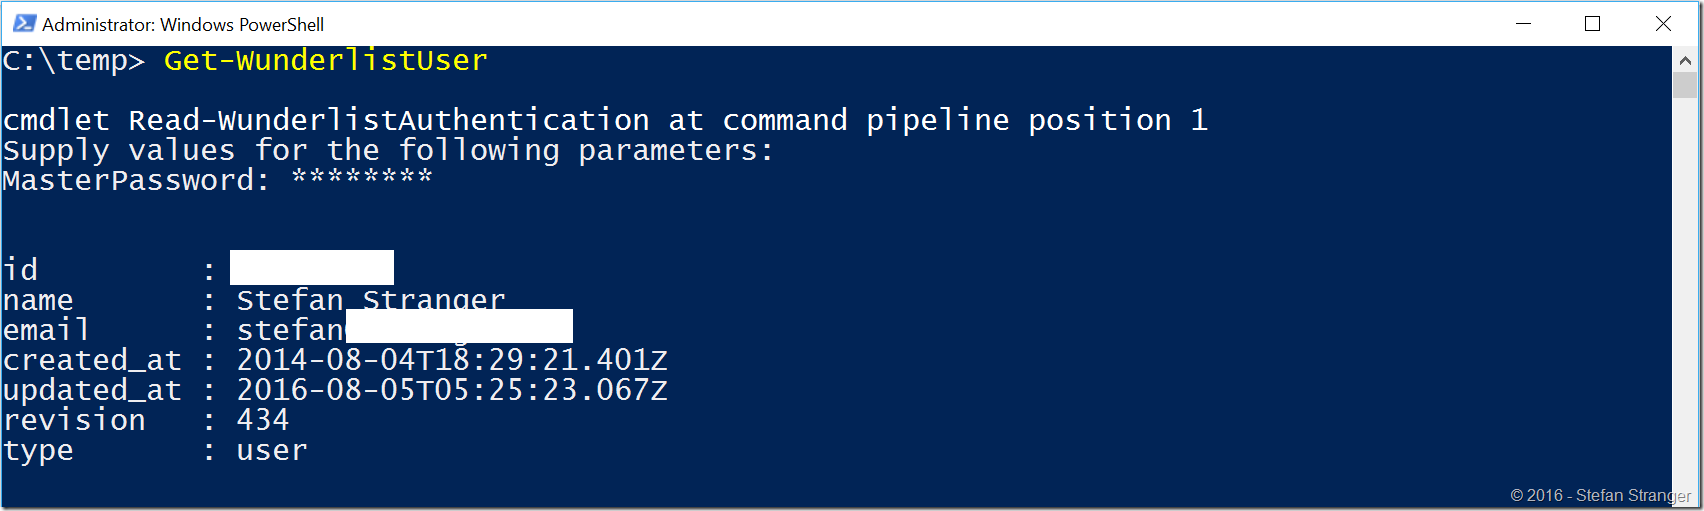 Administrator: Windows PowerShell
C:\temp> Get-WunderlistUser
cmdlet Read-WunderlistAuthentication at command pipeline position 1
Supply values for the following parameters:
MasterPassword: ********
id :
name : Stefan Stranger
email : stefan
created_at : 2014-08-04T18:29:21.401Z
updated_at : 2016-08-05T05:25:23.067Z
revision : 434
type : user
© 2016 - Stefan Stranger